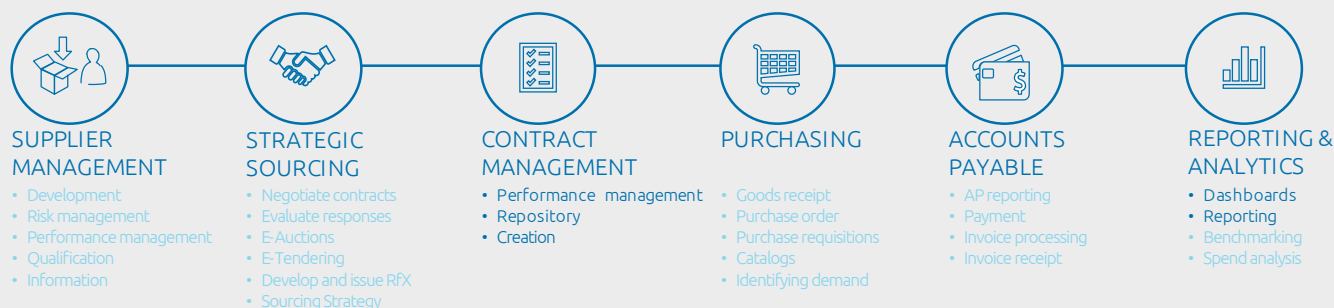 SUPPLIER
MANAGEMENT
• Development
• Risk management
• Performance management
• Qualification
• Information
STRATEGIC
SOURCING
• Negotiate contracts
• Evaluate responses
• E-Auctions
• E-Tendering
• Develop and issue RfX
• Sourcing Strategy
CONTRACT
MANAGEMENT
• Performance management
• Repository
• Creation
PURCHASING
• Goods receipt
• Purchase order
• Purchase requisitions
• Catalogs
• Identifying demand
$
ACCOUNTS
PAYABLE
• AP reporting
• Payment
• Invoice processing
• Invoice receipt
REPORTING &
ANALYTICS
• Dashboards
• Reporting
• Benchmarking
• Spend analysis